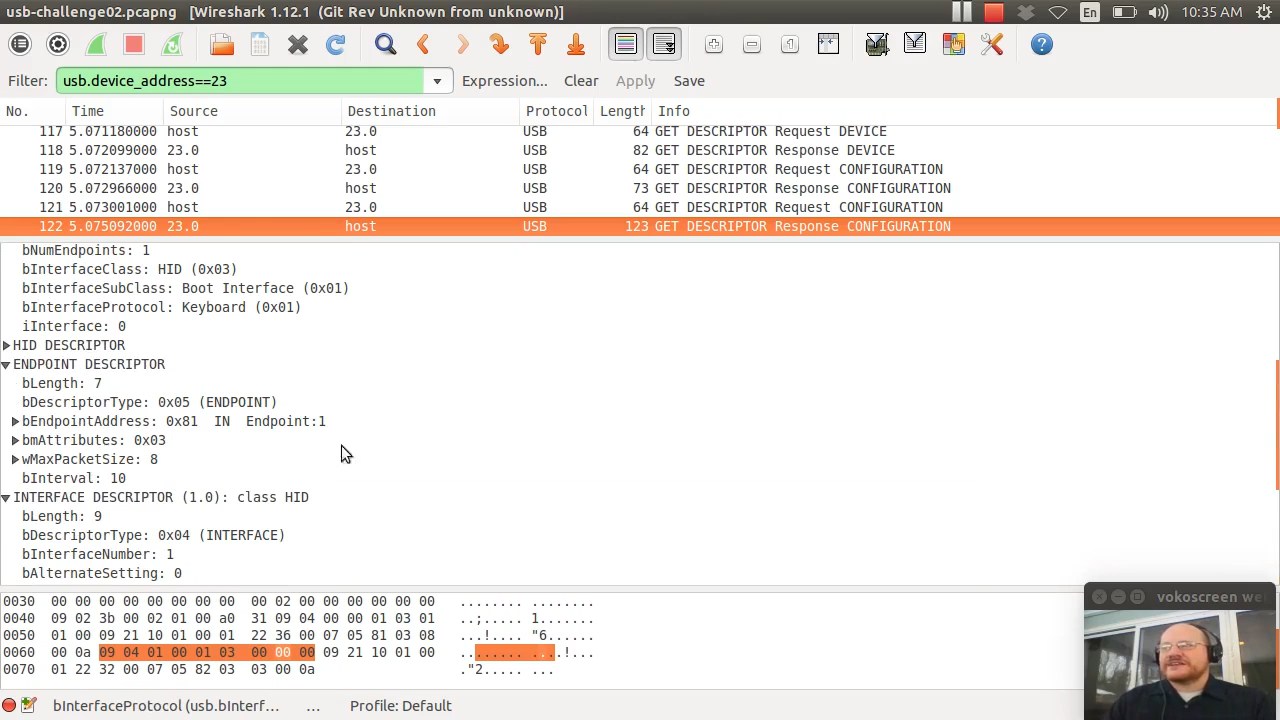 usb-challenge02.pcapng [Wireshark 1.12.1 (Git Rev Unknown from unknown)] En 10:35 AM
Filter: usb.device_address==23 Expression... Clear Apply Save
No. Time Source Destination Protocol Length Info
117 5.071180000 host 23.0 USB 64 GET DESCRIPTOR Request DEVICE
118 5.072099000 23.0 host USB 82 GET DESCRIPTOR Response DEVICE
119 5.072137000 host 23.0 USB 64 GET DESCRIPTOR Request CONFIGURATION
120 5.072966000 23.0 host USB 73 GET DESCRIPTOR Response CONFIGURATION
121 5.073001000 host 23.0 USB 64 GET DESCRIPTOR Request CONFIGURATION
122 5.075092000 23.0 host USB 123 GET DESCRIPTOR Response CONFIGURATION
bNumEndpoints: 1
bInterfaceClass: HID (0x03)
bInterfaceSubClass: Boot Interface (0x01)
bInterfaceProtocol: Keyboard (0x01)
iInterface: 0
HID DESCRIPTOR
ENDPOINT DESCRIPTOR
bLength: 7
bDescriptorType: 0x05 (ENDPOINT)
bEndpointAddress: 0x81 IN Endpoint:1
bmAttributes: 0x03
wMaxPacketSize: 8
bInterval: 10
INTERFACE DESCRIPTOR (1.0): class HID
bLength: 9
bDescriptorType: 0x04 (INTERFACE)
bInterfaceNumber: 1
bAlternateSetting: 0
0030 00 00 00 00 00 00 00 00 00 02 00 00 00 00 00 00 ........ ........
0040 09 02 3b 00 02 01 00 a0 31 09 04 00 00 01 03 01 ..;..... 1.......
0050 01 00 09 21 10 01 00 01 22 36 00 07 05 81 03 08 ...!.... "6......
0060 00 0a 09 04 01 00 01 03 00 00 00 09 21 10 01 00 ........ ....!...
0070 01 22 32 00 07 05 82 03 03 00 0a ."2..... ...
vokoscreen we
bInterfaceProtocol (usb.bInterf... ... Profile: Default